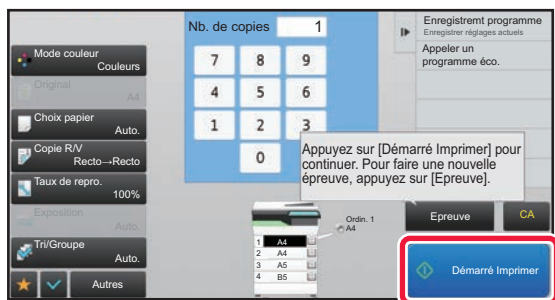 Nb. de copies 1
Enregistremt programme
Enregistrer réglages actuels
Appeler un
programme éco.
Mode couleur
Couleurs
Original
A4
Choix papier
Auto.
Copie R/V
Recto→Recto
Taux de repro.
100%
Exposition
Auto.
Tri/Groupe
Auto.
Autres
7 8 9
4 5 6
1 2 3
0
Appuyez sur [Démarré Imprimer] pour
continuer. Pour faire une nouvelle
épreuve, appuyez sur [Epreuve].
Ordin. 1
A4
1 A4
2 A4
3 A5
4 B5
Epreuve
CA
Démarré Imprimer